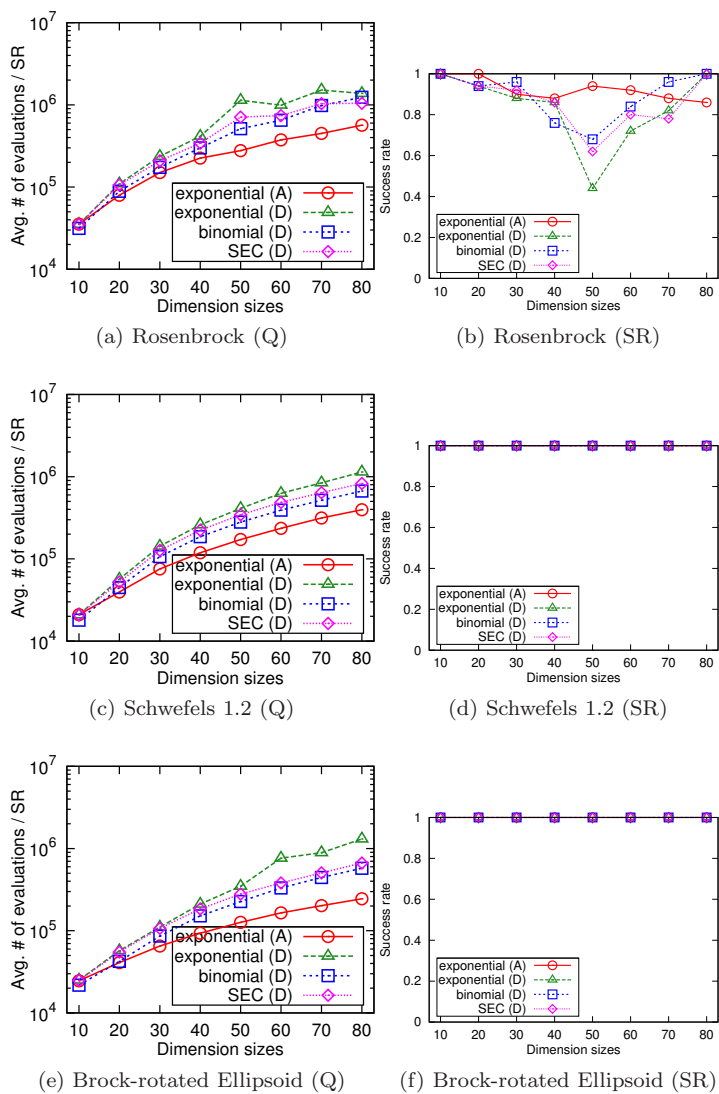 Avg. # of evaluations / SR
10^7
10^6
10^5
10^4
exponential (A)
exponential (D)
binomial (D)
SEC (D)
10 20 30 40 50 60 70 80
Dimension sizes
(a) Rosenbrock (Q)
Success rate
1
0.8
0.6
0.4
0.2
0
exponential (A)
exponential (D)
binomial (D)
SEC (D)
10 20 30 40 50 60 70 80
Dimension sizes
(b) Rosenbrock (SR)
Avg. # of evaluations / SR
10^7
10^6
10^5
10^4
exponential (A)
exponential (D)
binomial (D)
SEC (D)
10 20 30 40 50 60 70 80
Dimension sizes
(c) Schwefels 1.2 (Q)
Success rate
1
0.8
0.6
0.4
0.2
0
exponential (A)
exponential (D)
binomial (D)
SEC (D)
10 20 30 40 50 60 70 80
Dimension sizes
(d) Schwefels 1.2 (SR)
Avg. # of evaluations / SR
10^7
10^6
10^5
10^4
exponential (A)
exponential (D)
binomial (D)
SEC (D)
10 20 30 40 50 60 70 80
Dimension sizes
(e) Brock-rotated Ellipsoid (Q)
Success rate
1
0.8
0.6
0.4
0.2
0
exponential (A)
exponential (D)
binomial (D)
SEC (D)
10 20 30 40 50 60 70 80
Dimension sizes
(f) Brock-rotated Ellipsoid (SR)